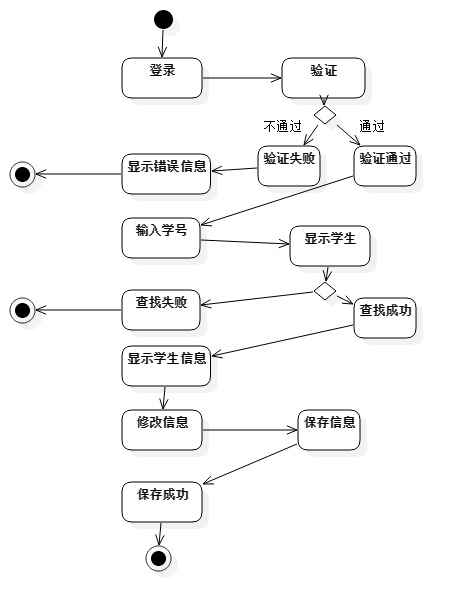 登录
验证
不通过
通过
显示错误信息
验证失败
验证通过
输入学号
显示学生
查找失败
查找成功
显示学生信息
修改信息
保存信息
保存成功